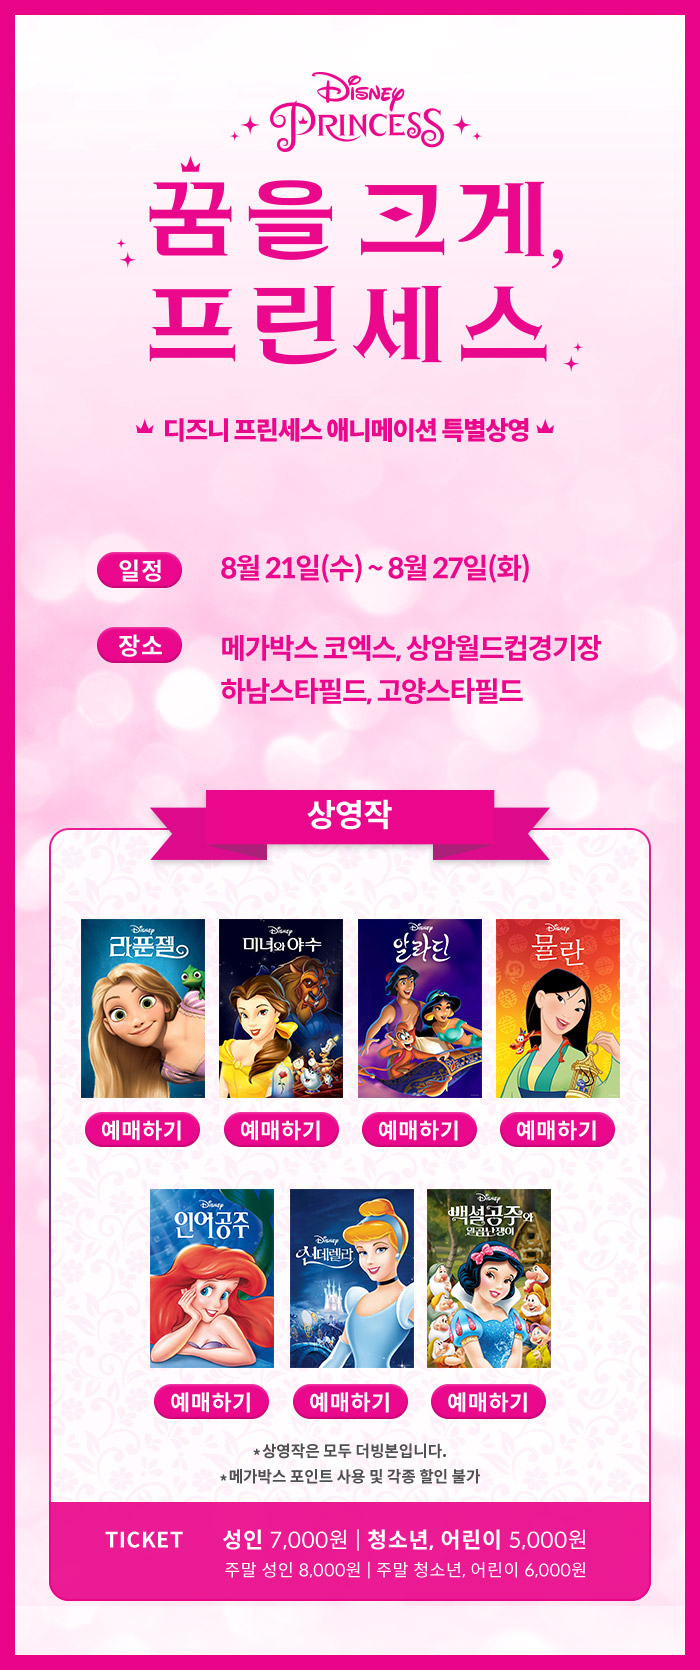 Disney
PRINCESS
꿈을 크게,
프린세스
디즈니 프린세스 애니메이션 특별상영
일정 8월 21일(수) ~ 8월 27일(화)
장소 메가박스 코엑스, 상암월드컵경기장
하남스타필드, 고양스타필드
상영작
Disney Disney Disney Disney
라푼젤 미녀와 야수 알라딘 뮬란
예매하기 예매하기 예매하기 예매하기
Disney Disney Disney
인어공주 신데렐라 백설공주와
일곱난쟁이
예매하기 예매하기 예매하기
*상영작은 모두 더빙본입니다.
*메가박스 포인트 사용 및 각종 할인 불가
TICKET 성인 7,000원 | 청소년, 어린이 5,000원
주말 성인 8,000원 | 주말 청소년, 어린이 6,000원